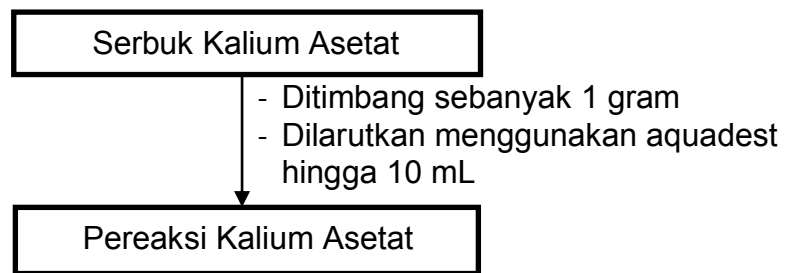 Serbuk Kalium Asetat
- Ditimbang sebanyak 1 gram
- Dilarutkan menggunakan aquadest
hingga 10 mL
Pereaksi Kalium Asetat